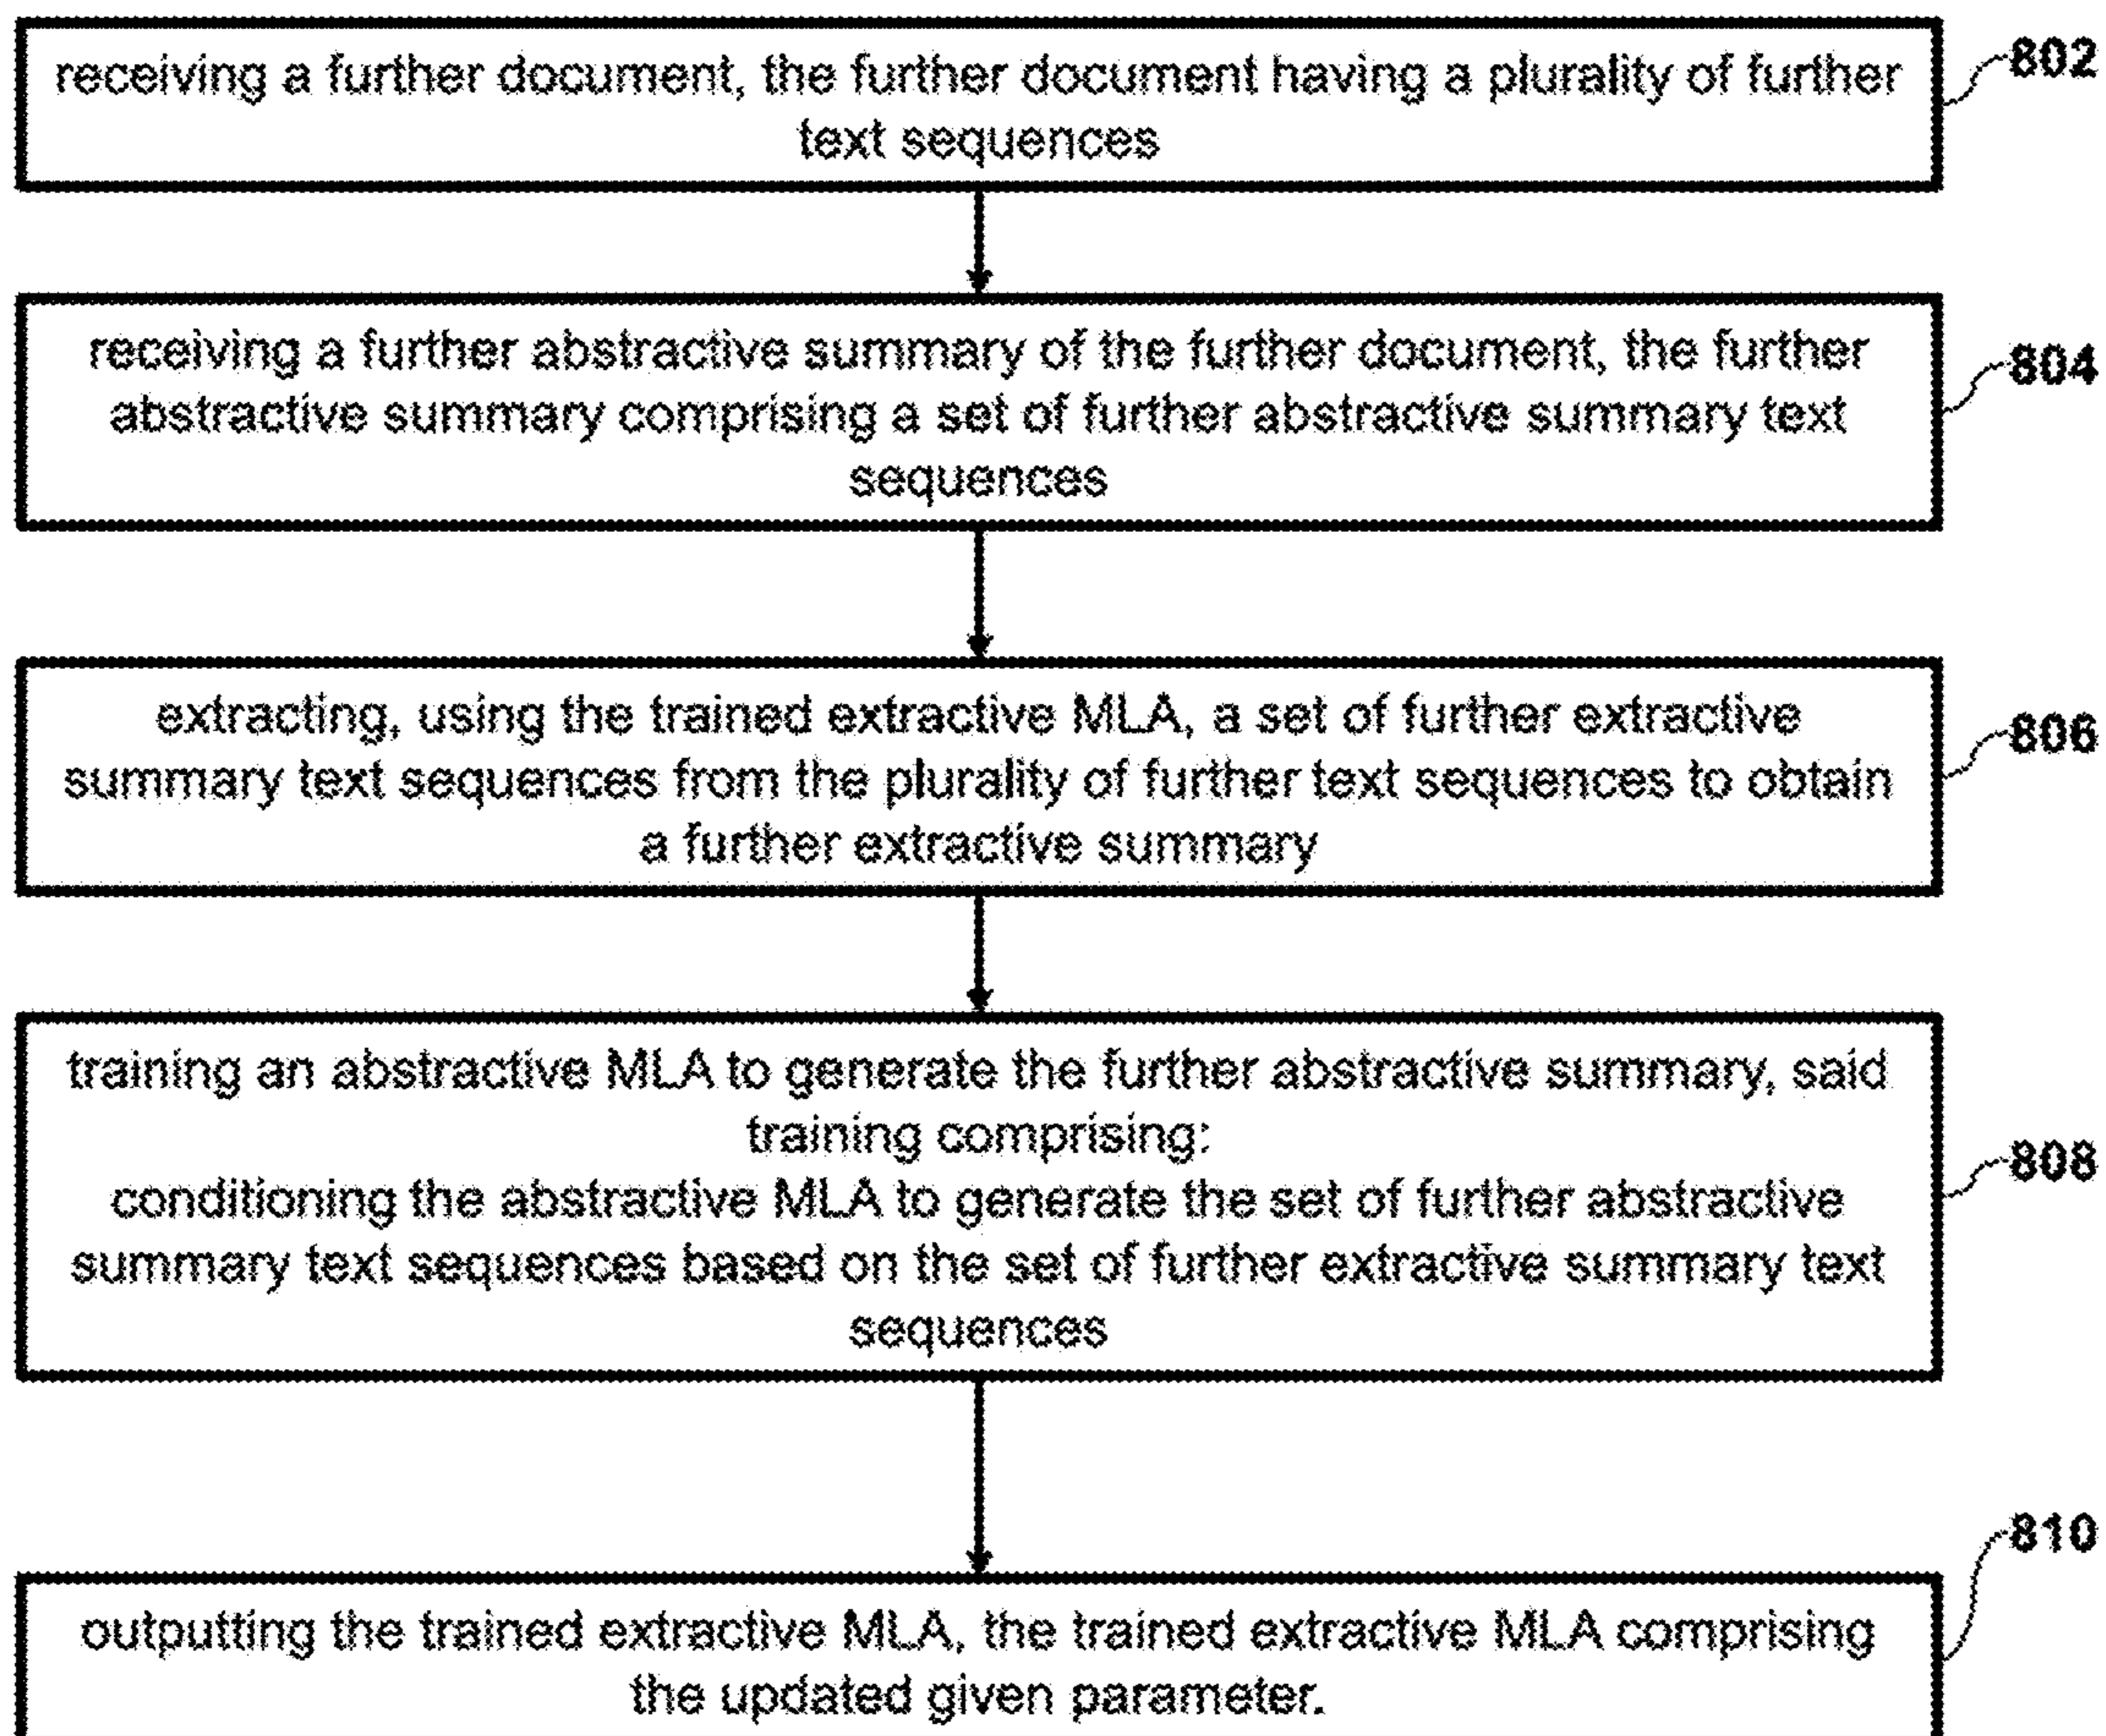 receiving a further document, the further document having a plurality of further
text sequences
802
receiving a further abstractive summary of the further document, the further
abstractive summary comprising a set of further abstractive summary text
sequences
804
extracting, using the trained extractive MLA, a set of further extractive
summary text sequences from the plurality of further text sequences to obtain
a further extractive summary
806
training an abstractive MLA to generate the further abstractive summary, said
training comprising:
conditioning the abstractive MLA to generate the set of further abstractive
summary text sequences based on the set of further extractive summary text
sequences
808
outputting the trained extractive MLA, the trained extractive MLA comprising
the updated given parameter.
810